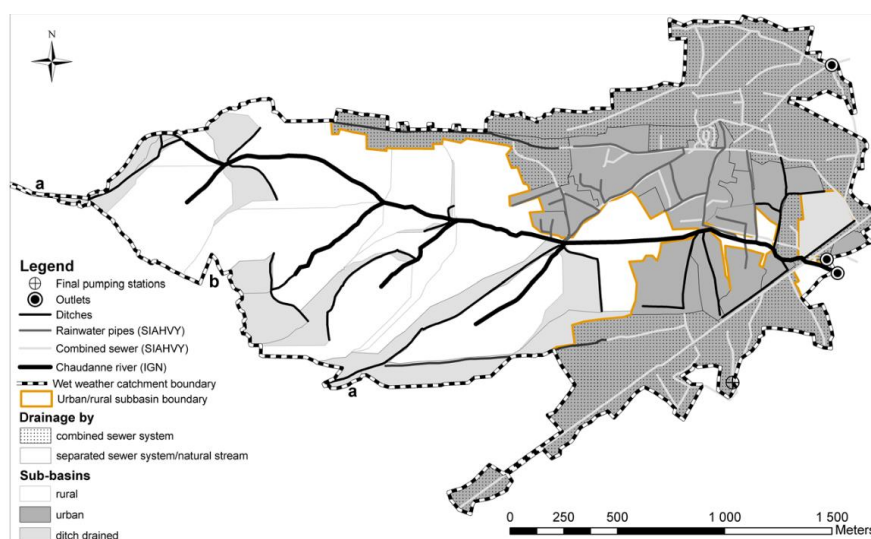 N
a
b
a
Legend
Final pumping stations
Outlets
Ditches
Rainwater pipes (SIAHVY)
Combined sewer (SIAHVY)
Chaudanne river (IGN)
Wet weather catchment boundary
Urban/rural subbasin boundary
Drainage by
combined sewer system
separated sewer system/natural stream
Sub-basins
rural
urban
ditch drained
0 250 500 1 000 1 500
Meters